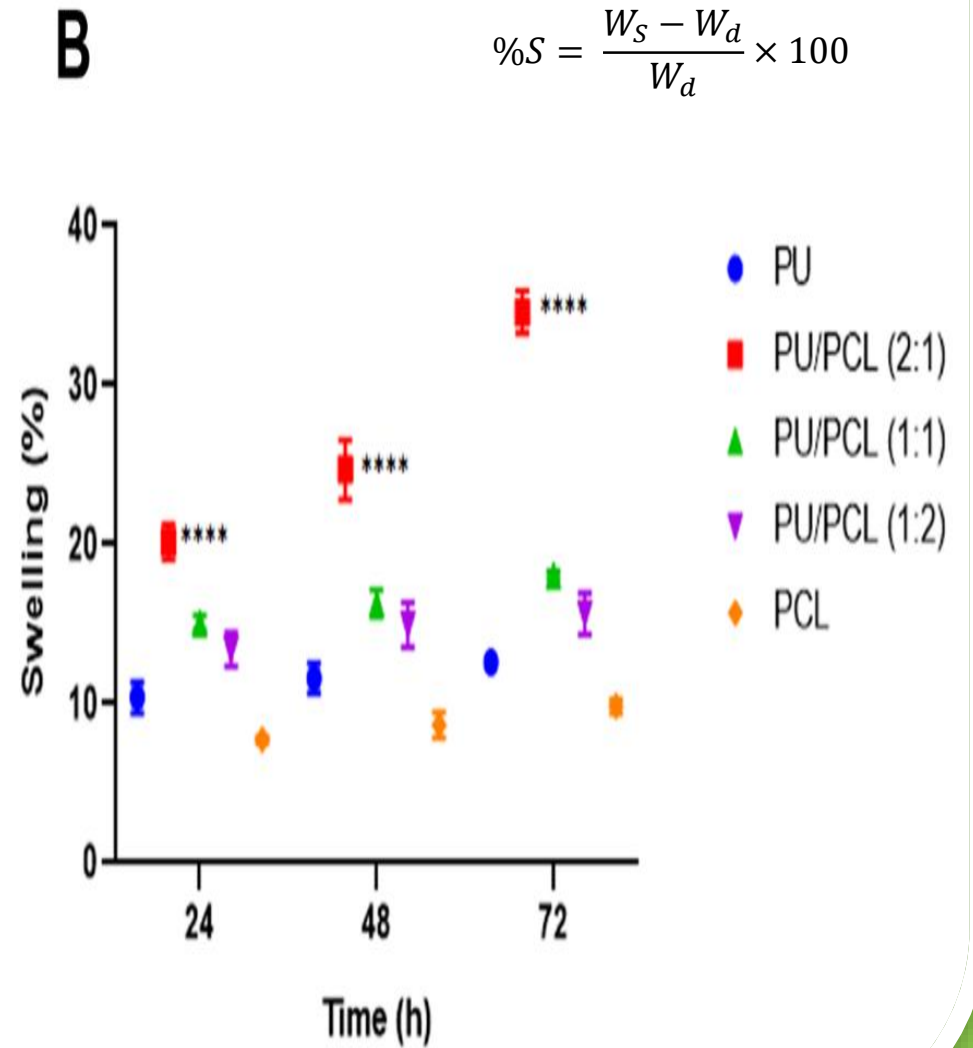 B
%S = (W_S − W_d) / W_d × 100
40
30
20
10
0
Swelling (%)
****
****
****
24
48
72
Time (h)
PU
PU/PCL (2:1)
PU/PCL (1:1)
PU/PCL (1:2)
PCL